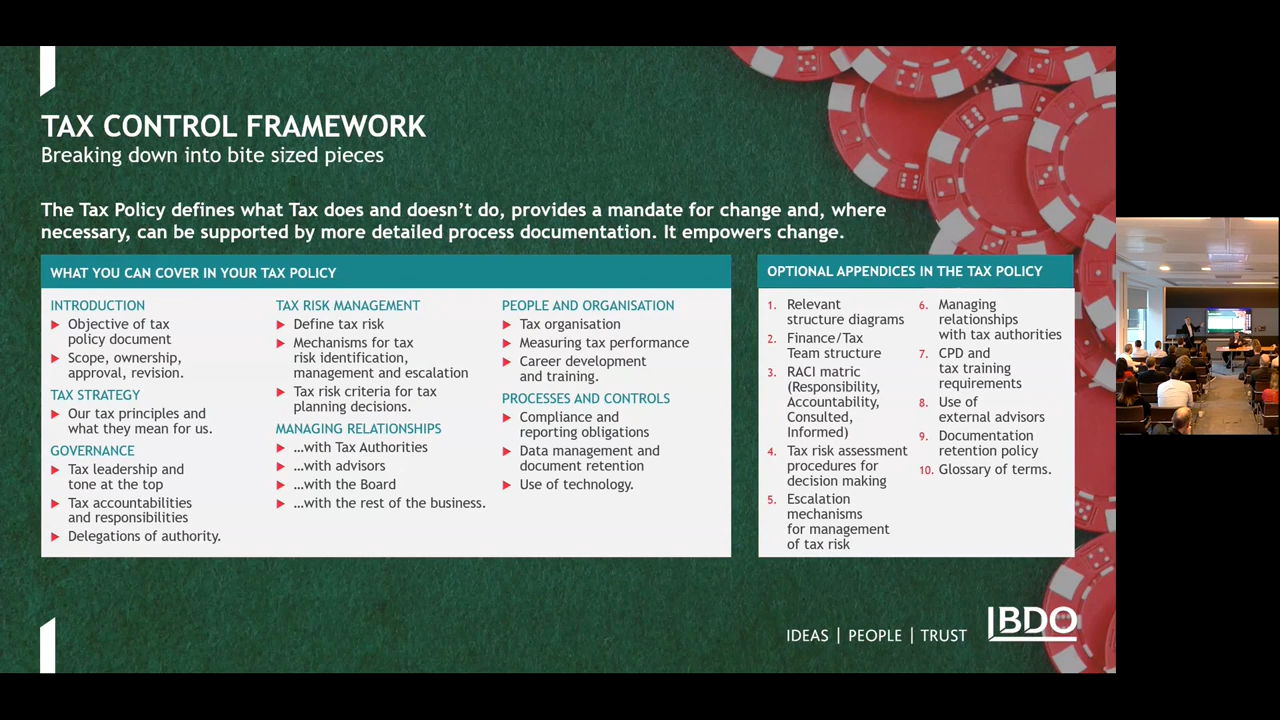 TAX CONTROL FRAMEWORK
Breaking down into bite sized pieces
The Tax Policy defines what Tax does and doesn't do, provides a mandate for change and, where
necessary, can be supported by more detailed process documentation. It empowers change.
WHAT YOU CAN COVER IN YOUR TAX POLICY
INTRODUCTION
Objective of tax
policy document
Scope, ownership,
approval, revision.
TAX STRATEGY
Our tax principles and
what they mean for us.
GOVERNANCE
Tax leadership and
tone at the top
Tax accountabilities
and responsibilities
Delegations of authority.
TAX RISK MANAGEMENT
Define tax risk
Mechanisms for tax
risk identification,
management and escalation
Tax risk criteria for tax
planning decisions.
MANAGING RELATIONSHIPS
...with Tax Authorities
...with advisors
...with the Board
...with the rest of the business.
PEOPLE AND ORGANISATION
Tax organisation
Measuring tax performance
Career development
and training.
PROCESSES AND CONTROLS
Compliance and
reporting obligations
Data management and
document retention
Use of technology.
OPTIONAL APPENDICES IN THE TAX POLICY
1. Relevant
structure diagrams
2. Finance/Tax
Team structure
3. RACI matric
(Responsibility,
Accountability,
Consulted,
Informed)
4. Tax risk assessment
procedures for
decision making
5. Escalation
mechanisms
for management
of tax risk
6. Managing
relationships
with tax authorities
7. CPD and
tax training
requirements
8. Use of
external advisors
9. Documentation
retention policy
10. Glossary of terms.
IDEAS | PEOPLE | TRUST
BDO